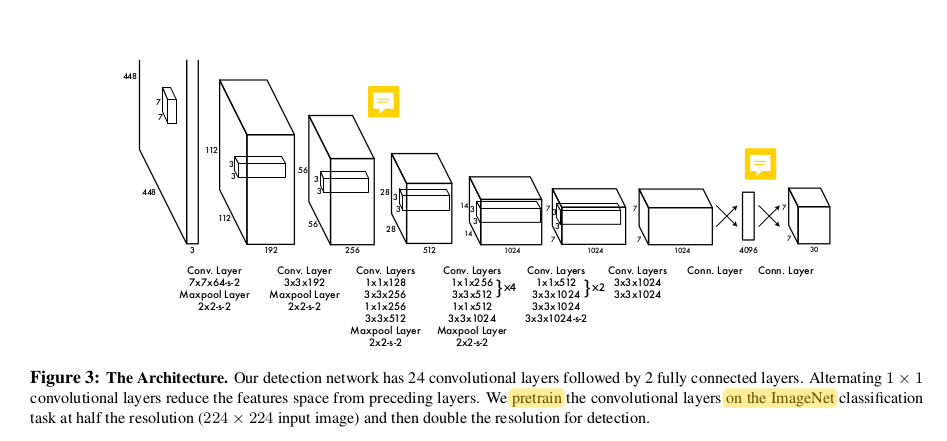 448
7
7
448
3
112
3
3
112
192
56
3
3
56
256
28
3
3
28
512
14
3
3
14
1024
7
3
3
7
1024
7
7
1024
4096
7
7
30
Conv. Layer
7x7x64-s-2
Maxpool Layer
2x2-s-2
Conv. Layer
3x3x192
Maxpool Layer
2x2-s-2
Conv. Layers
1x1x128
3x3x256
1x1x256
3x3x512
Maxpool Layer
2x2-s-2
Conv. Layers
1x1x256
3x3x512 }×4
1x1x512
3x3x1024
Maxpool Layer
2x2-s-2
Conv. Layers
1x1x512
3x3x1024 }×2
3x3x1024
3x3x1024-s-2
Conv. Layers
3x3x1024
3x3x1024
Conn. Layer
Conn. Layer
Figure 3: The Architecture. Our detection network has 24 convolutional layers followed by 2 fully connected layers. Alternating 1 × 1
convolutional layers reduce the features space from preceding layers. We pretrain the convolutional layers on the ImageNet classification
task at half the resolution (224 × 224 input image) and then double the resolution for detection.